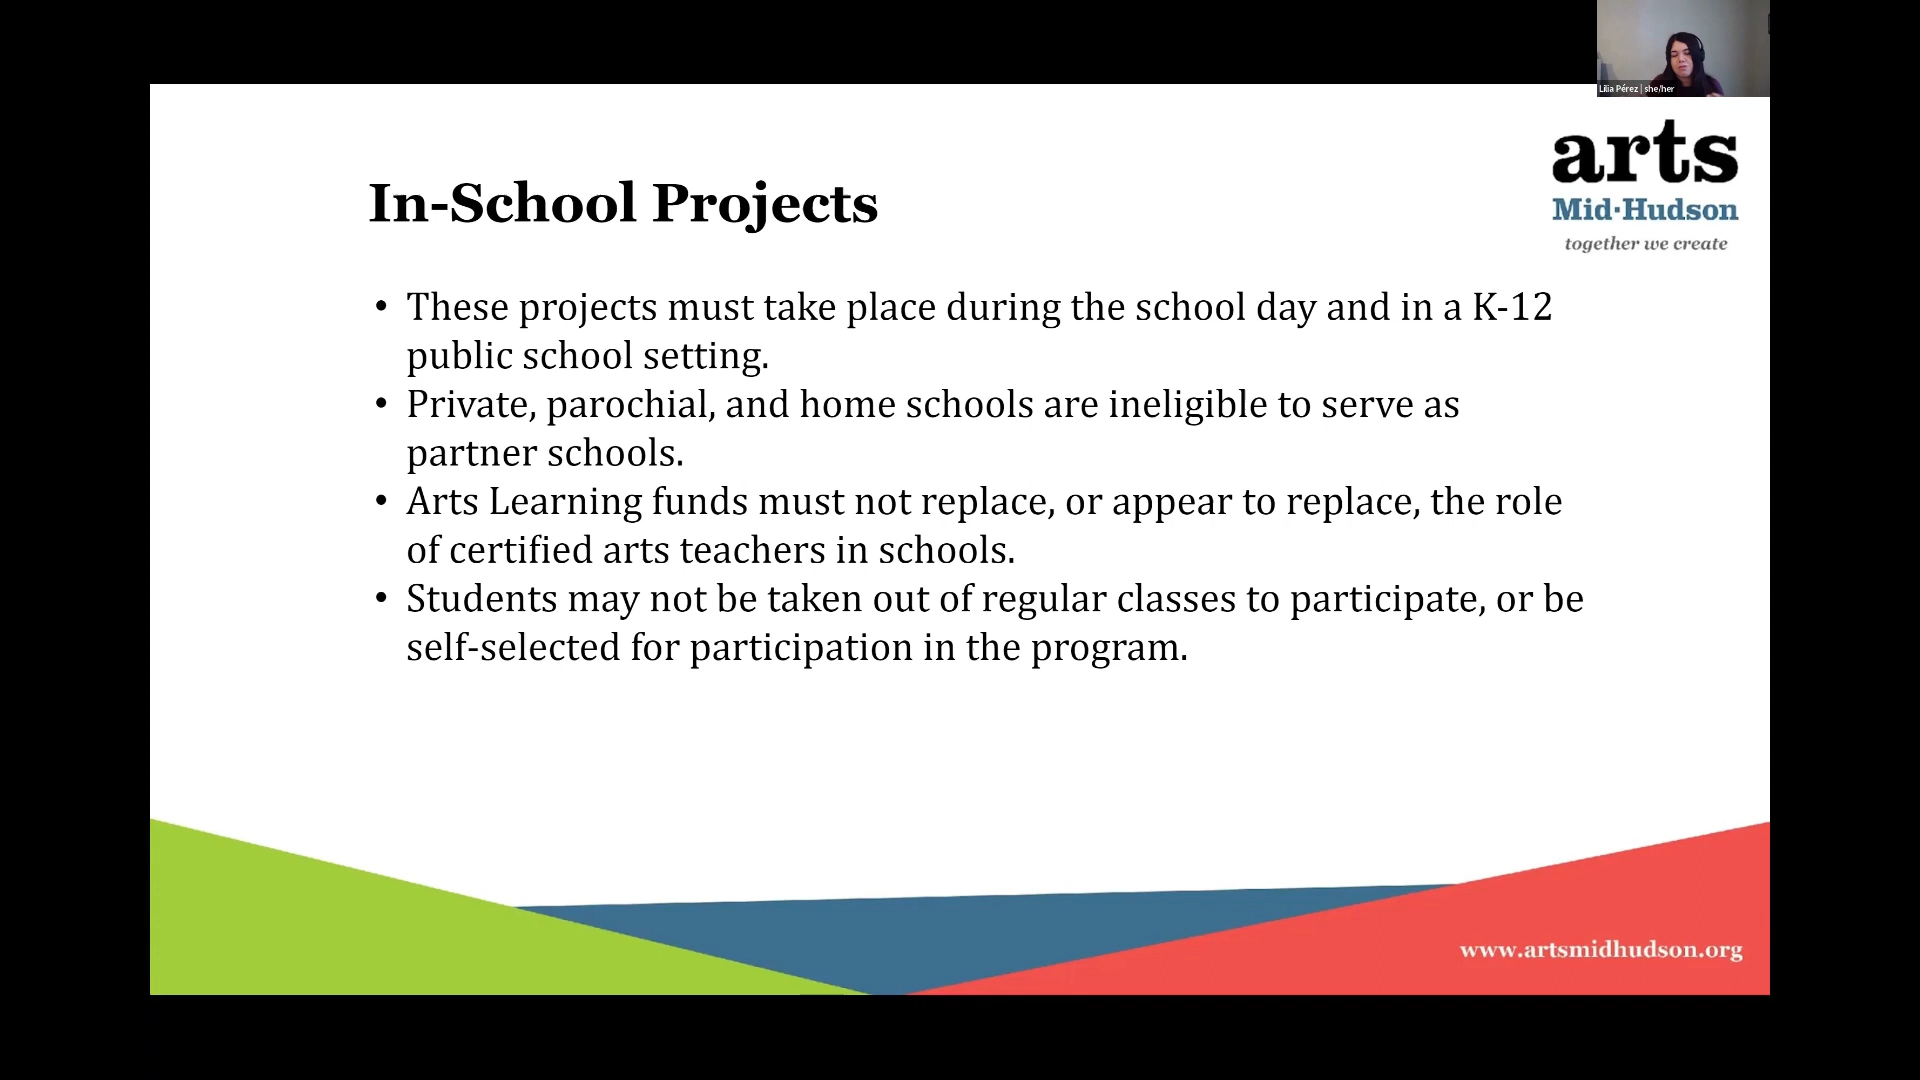 Lilia Pérez | she/her
arts
Mid·Hudson
together we create
In-School Projects
• These projects must take place during the school day and in a K-12
public school setting.
• Private, parochial, and home schools are ineligible to serve as
partner schools.
• Arts Learning funds must not replace, or appear to replace, the role
of certified arts teachers in schools.
• Students may not be taken out of regular classes to participate, or be
self-selected for participation in the program.
www.artsmidhudson.org